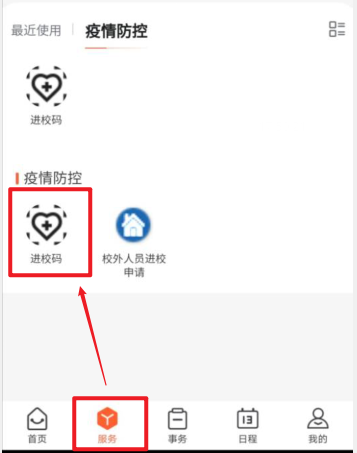 最近使用 疫情防控
进校码
疫情防控
进校码 校外人员进校
申请
13
首页 服务 事务 日程 我的